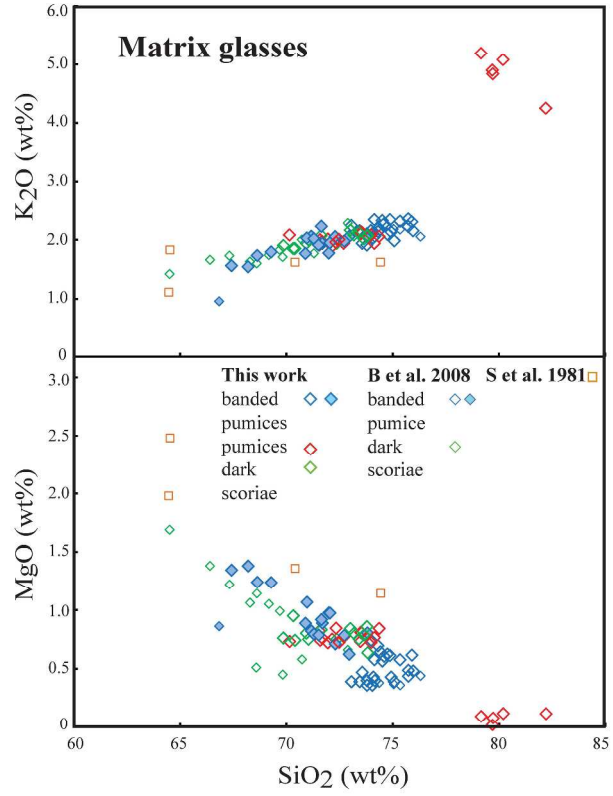 Matrix glasses
K2O (wt%)
6.0
5.0
4.0
3.0
2.0
1.0
0
MgO (wt%)
3.0
2.5
2.0
1.5
1.0
0.5
0
This work B et al. 2008 S et al. 1981
banded banded
pumices pumice
pumices dark
dark scoriae
scoriae
60 65 70 75 80 85
SiO2 (wt%)